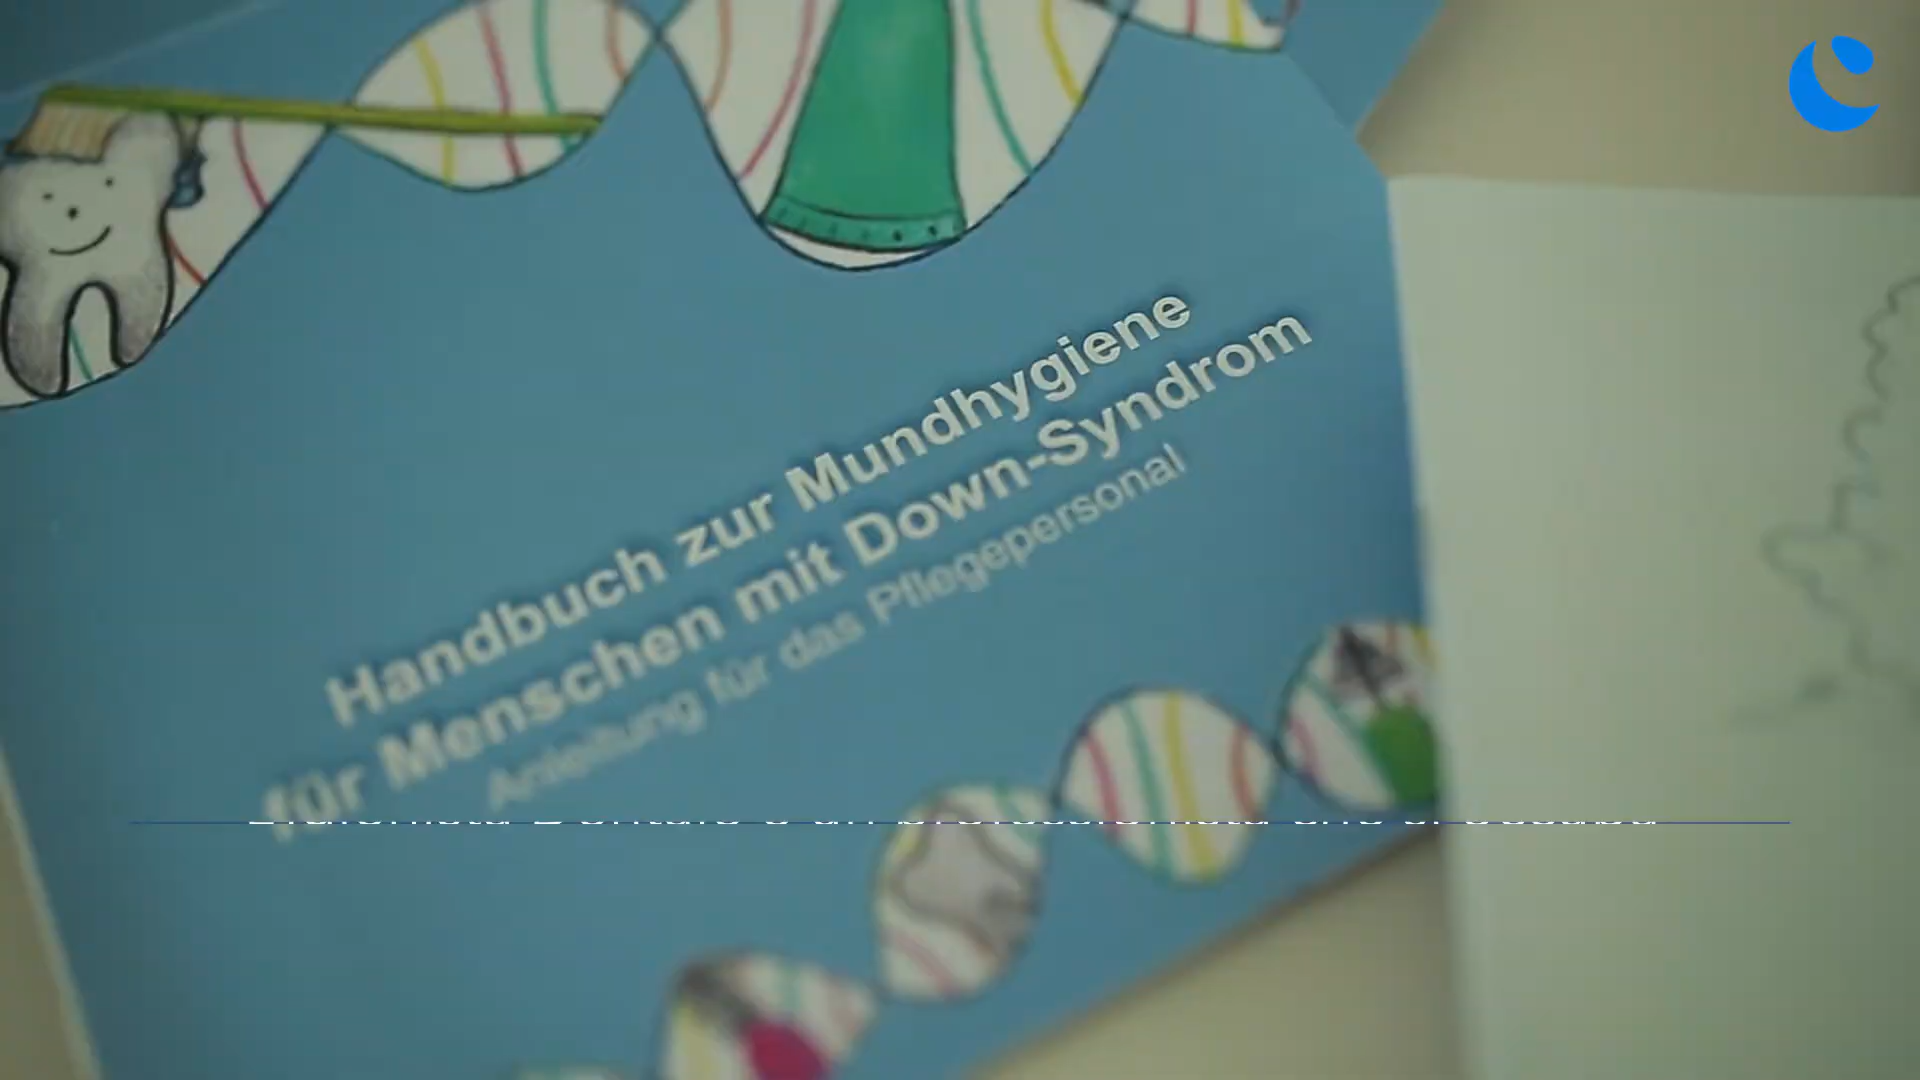 Handbuch zur Mundhygiene
für Menschen mit Down-Syndrom
Anleitung für das Pflegepersonal